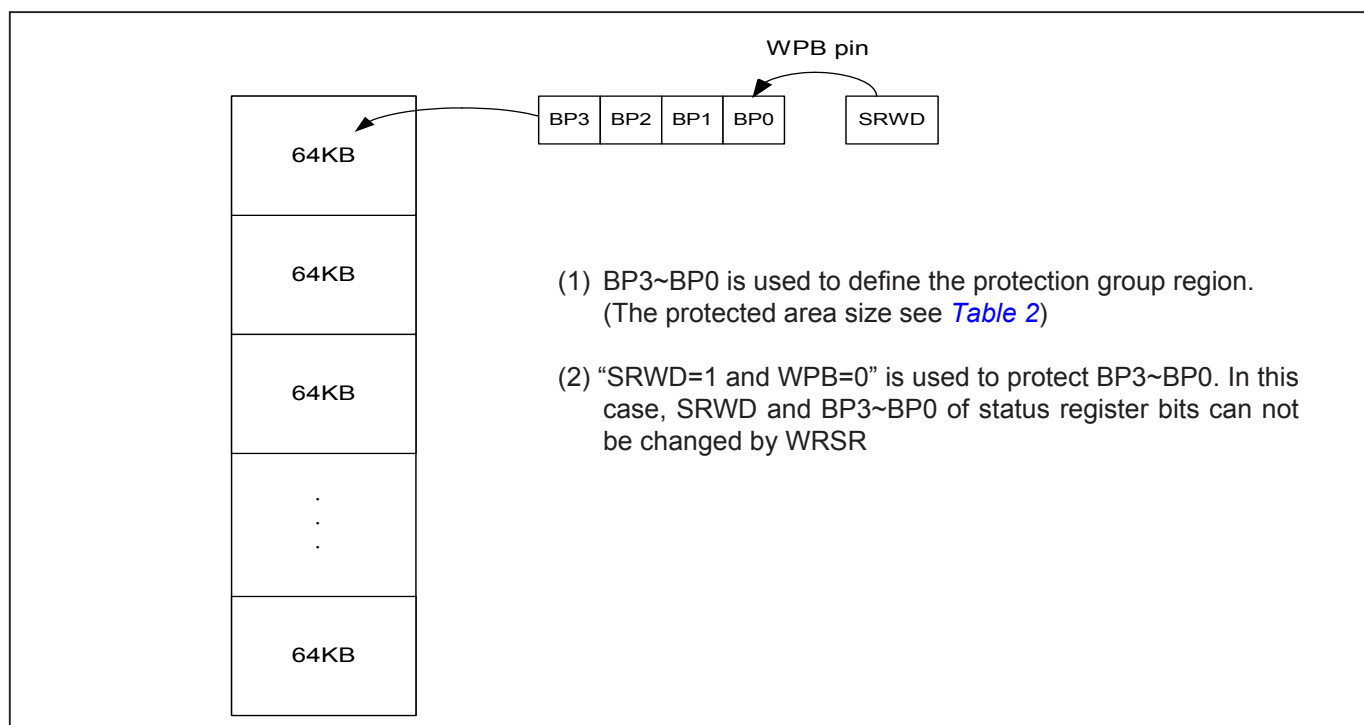 WPB pin
BP3 BP2 BP1 BP0 SRWD
64KB
64KB
64KB
.
.
.
64KB
(1) BP3~BP0 is used to define the protection group region.
(The protected area size see Table 2)
(2) “SRWD=1 and WPB=0” is used to protect BP3~BP0. In this
case, SRWD and BP3~BP0 of status register bits can not
be changed by WRSR